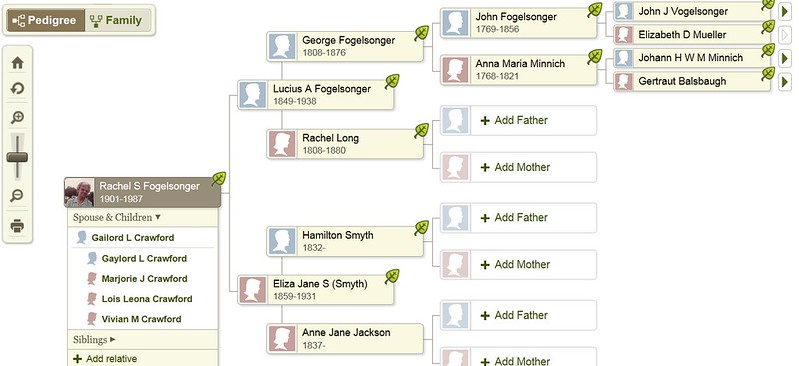 Pedigree
Family
Rachel S Fogelsonger
1901-1987
Spouse & Children
Gailord L Crawford
Gaylord L Crawford
Marjorie J Crawford
Lois Leona Crawford
Vivian M Crawford
Siblings
Add relative
Lucius A Fogelsonger
1849-1938
Eliza Jane S (Smyth)
1859-1931
George Fogelsonger
1808-1876
Rachel Long
1808-1880
Hamilton Smyth
1832-
Anne Jane Jackson
1837-
John Fogelsonger
1769-1856
Anna Maria Minnich
1768-1821
Add Father
Add Mother
Add Father
Add Mother
Add Father
Add Mother
John J Vogelsonger
Elizabeth D Mueller
Johann H W M Minnich
Gertraut Balsbaugh